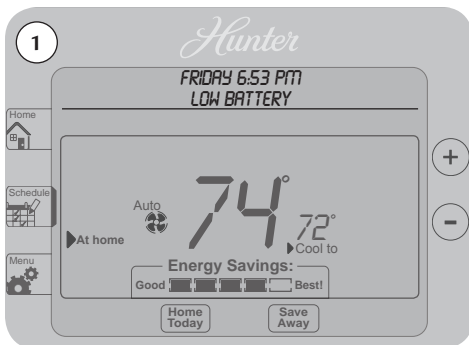 1
Hunter
FRIDAY 6:53 PM
LOW BATTERY
Home
Schedule
Menu
Auto
74°
72°
At home
Cool to
Energy Savings:
Good
Best!
Home
Today
Save
Away
+
-